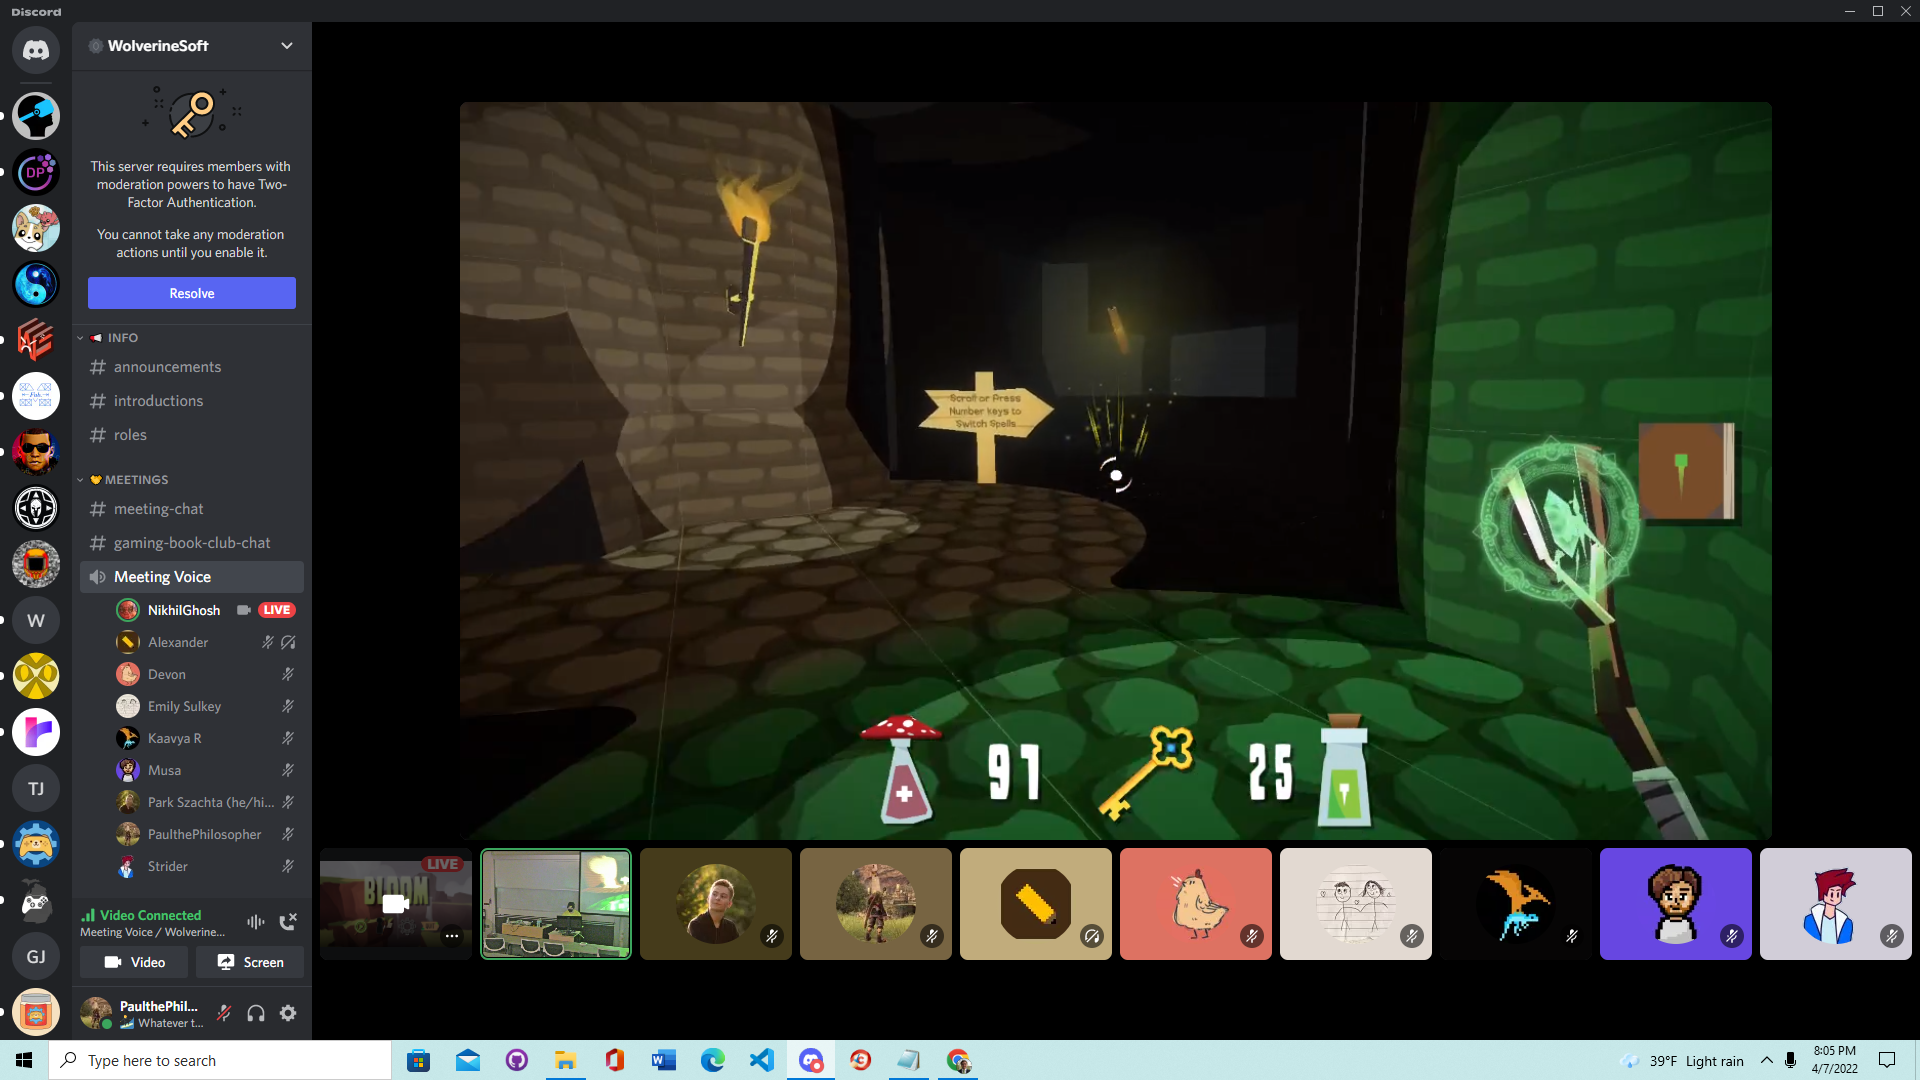 Discord
WolverineSoft
This server requires members with
moderation powers to have Two-
Factor Authentication.
You cannot take any moderation
actions until you enable it.
Resolve
INFO
announcements
introductions
roles
MEETINGS
meeting-chat
gaming-book-club-chat
Meeting Voice
NikhilGhosh LIVE
Alexander
Devon
Emily Sulkey
Kaavya R
Musa
Park Szachta (he/hi...
PaulthePhilosopher
Strider
Video Connected
Meeting Voice / Wolverine...
Video Screen
PaulthePhil...
Whatever t...
DP
W
TJ
GJ
Scroll or Press
Number keys to
Switch Spells
91
25
LIVE
BLOOM
Type here to search
39°F Light rain
8:05 PM
4/7/2022